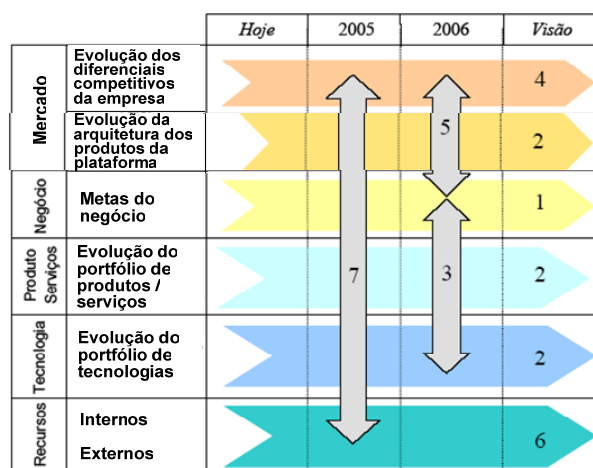 Hoje 2005 2006 Visão
Mercado
Evolução dos
diferenciais
competitivos
da empresa
4
Evolução da
arquitetura dos
produtos da
plataforma
5
2
Negócio
Metas do
negócio
1
Produto
Serviços
Evolução do
portfólio de
produtos /
serviços
7
3
2
Tecnologia
Evolução do
portfólio de
tecnologias
2
Recursos
Internos
Externos
6